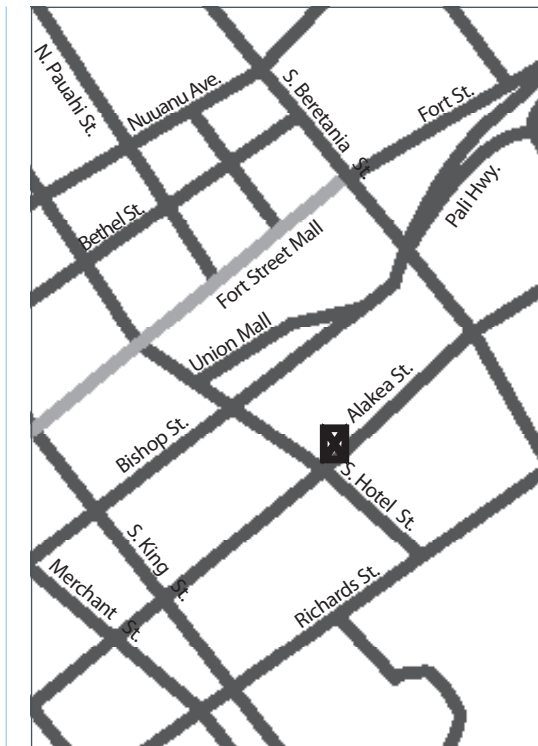 N. Pauahi St.
Nuuanu Ave.
S. Beretania St.
Fort St.
Bethel St.
Pali Hwy.
Fort Street Mall
Union Mall
Alakea St.
Bishop St.
S. Hotel St.
S. King St.
Merchant St.
Richards St.